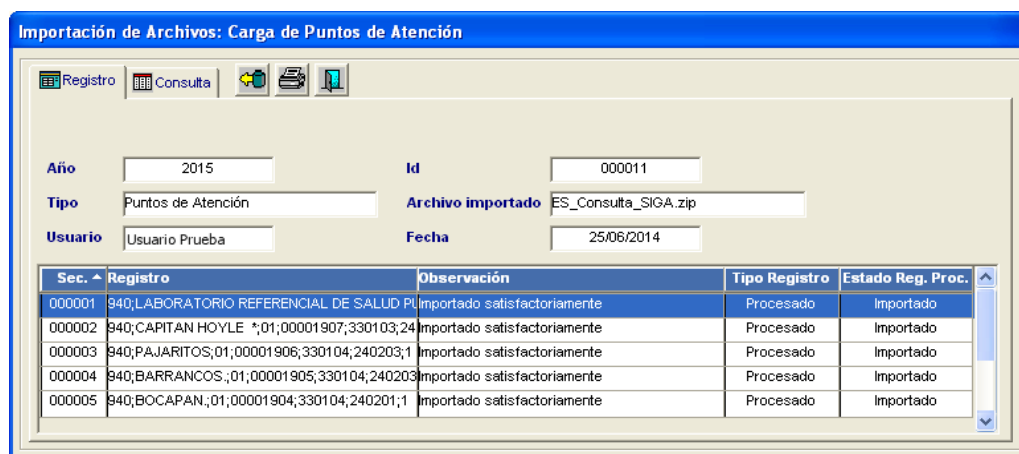 Importación de Archivos: Carga de Puntos de Atención
Registro Consulta
Año 2015 Id 000011
Tipo Puntos de Atención Archivo importado ES_Consulta_SIGA.zip
Usuario Usuario Prueba Fecha 25/06/2014
Sec. Registro Observación Tipo Registro Estado Reg. Proc.
000001 940;LABORATORIO REFERENCIAL DE SALUD PU Importado satisfactoriamente Procesado Importado
000002 940;CAPITAN HOYLE *;01;00001907;330103;24 Importado satisfactoriamente Procesado Importado
000003 940;PAJARITOS;01;00001906;330104;240203;1 Importado satisfactoriamente Procesado Importado
000004 940;BARRANCOS.;01;00001905;330104;240203 Importado satisfactoriamente Procesado Importado
000005 940;BOCAPAN.;01;00001904;330104;240201;1 Importado satisfactoriamente Procesado Importado